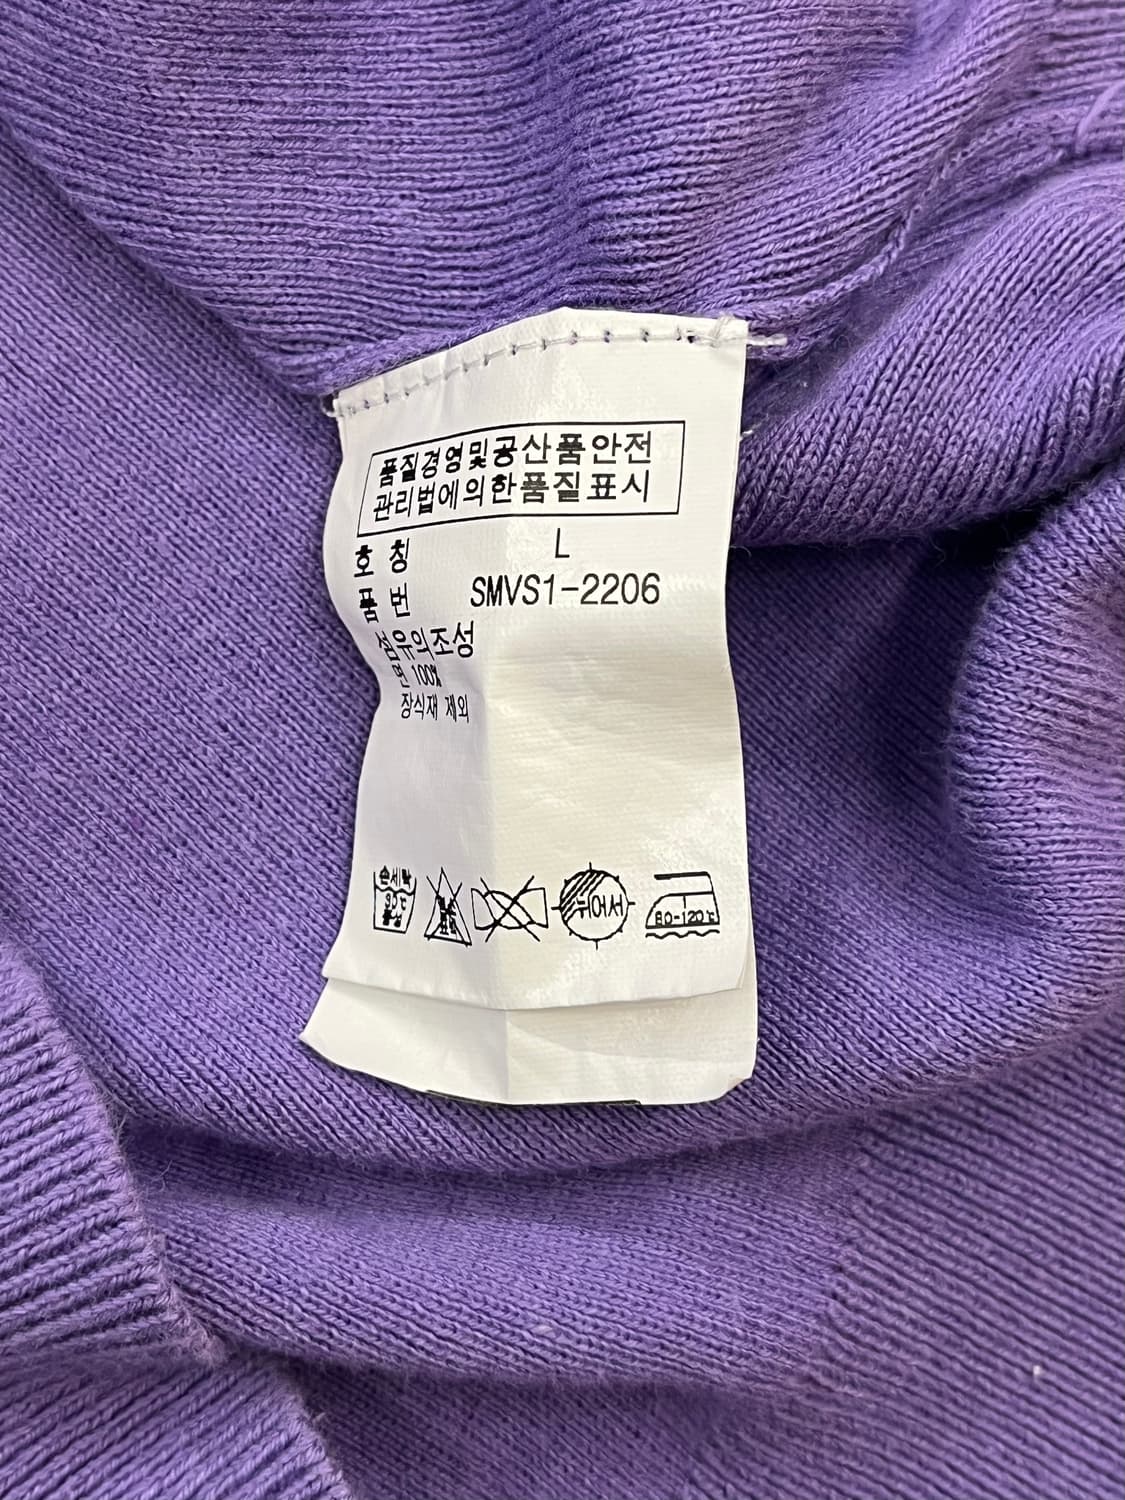 품질경영및공산품안전
관리법에의한품질표시
호 칭 L
품 번 SMVS1-2206
섬유의조성
면 100%
장식재 제외
손세탁
30℃
중성
뉘어서
80-120℃